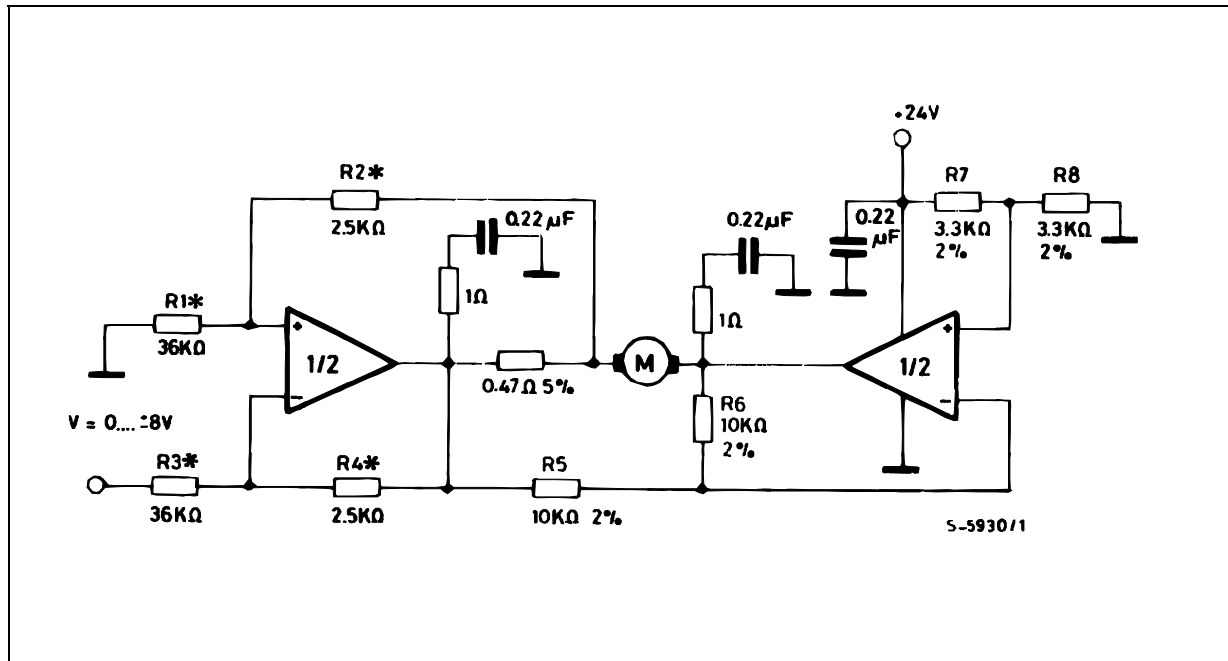 +24V
R2*
2.5KΩ
R7
3.3KΩ
2%
R8
3.3KΩ
2%
0.22µF
0.22µF
0.22
µF
1Ω
1Ω
R1*
36KΩ
+
1/2
−
0.47Ω 5%
M
+
1/2
−
R6
10KΩ
2%
V = 0.... ±8V
R3*
36KΩ
R4*
2.5KΩ
R5
10KΩ 2%
S-5930/1